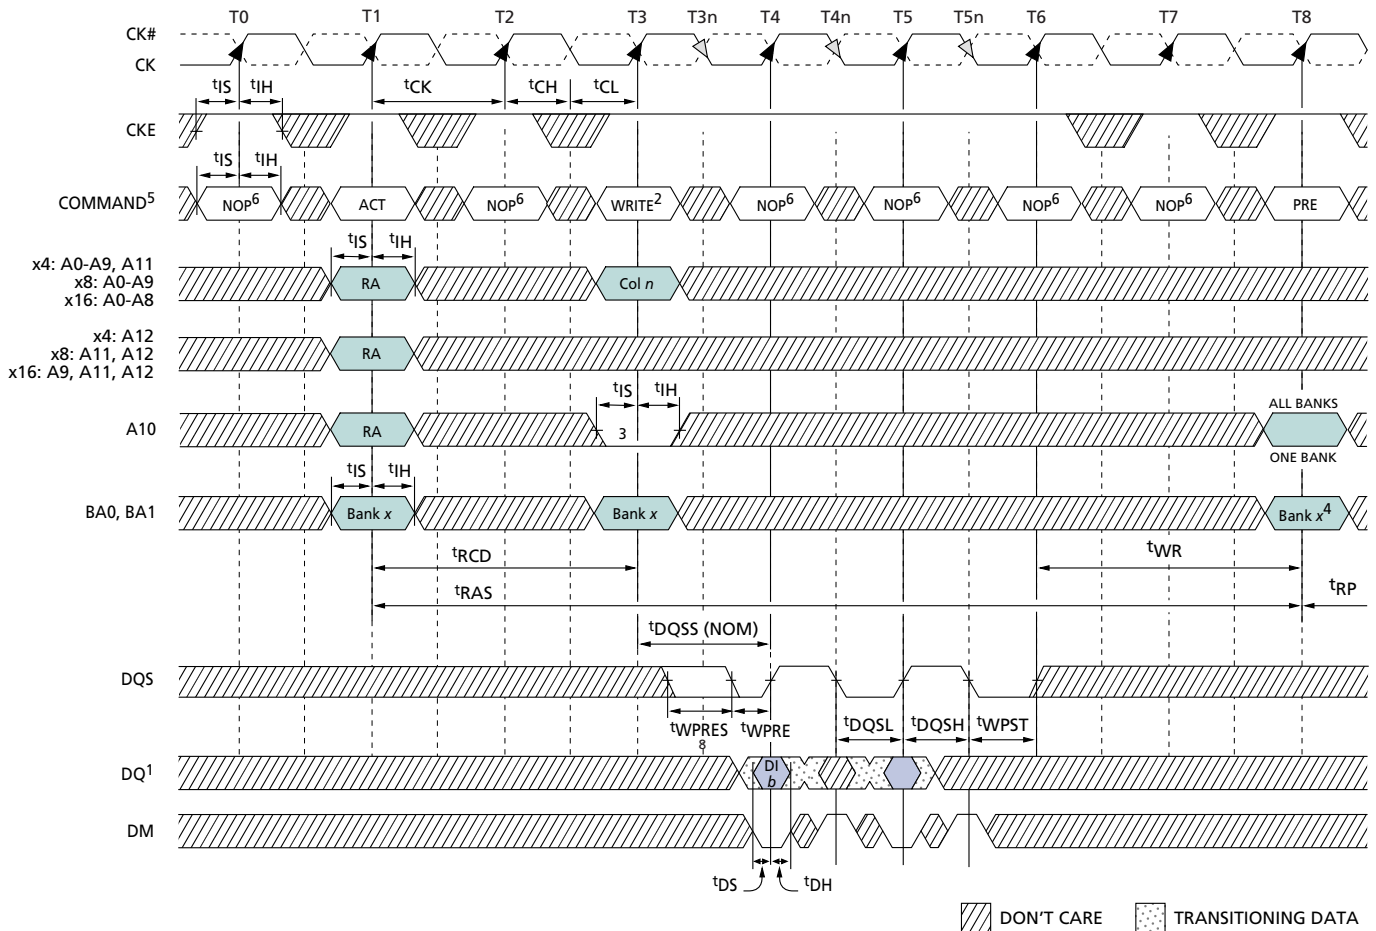 T0 T1 T2 T3 T3n T4 T4n T5 T5n T6 T7 T8
CK#
CK
tIS tIH tCK tCH tCL
CKE
tIS tIH
COMMAND5 NOP6 ACT NOP6 WRITE2 NOP6 NOP6 NOP6 NOP6 PRE
tIS tIH
x4: A0-A9, A11
x8: A0-A9
x16: A0-A8
RA Col n
x4: A12
x8: A11, A12
x16: A9, A11, A12
RA
tIS tIH
ALL BANKS
A10 RA 3
ONE BANK
tIS tIH
BA0, BA1 Bank x Bank x Bank x4
tRCD tWR
tRAS tRP
tDQSS (NOM)
DQS
tWPRES tWPRE tDQSL tDQSH tWPST
8
DQ1 DI
b
DM
tDS tDH
DON'T CARE TRANSITIONING DATA